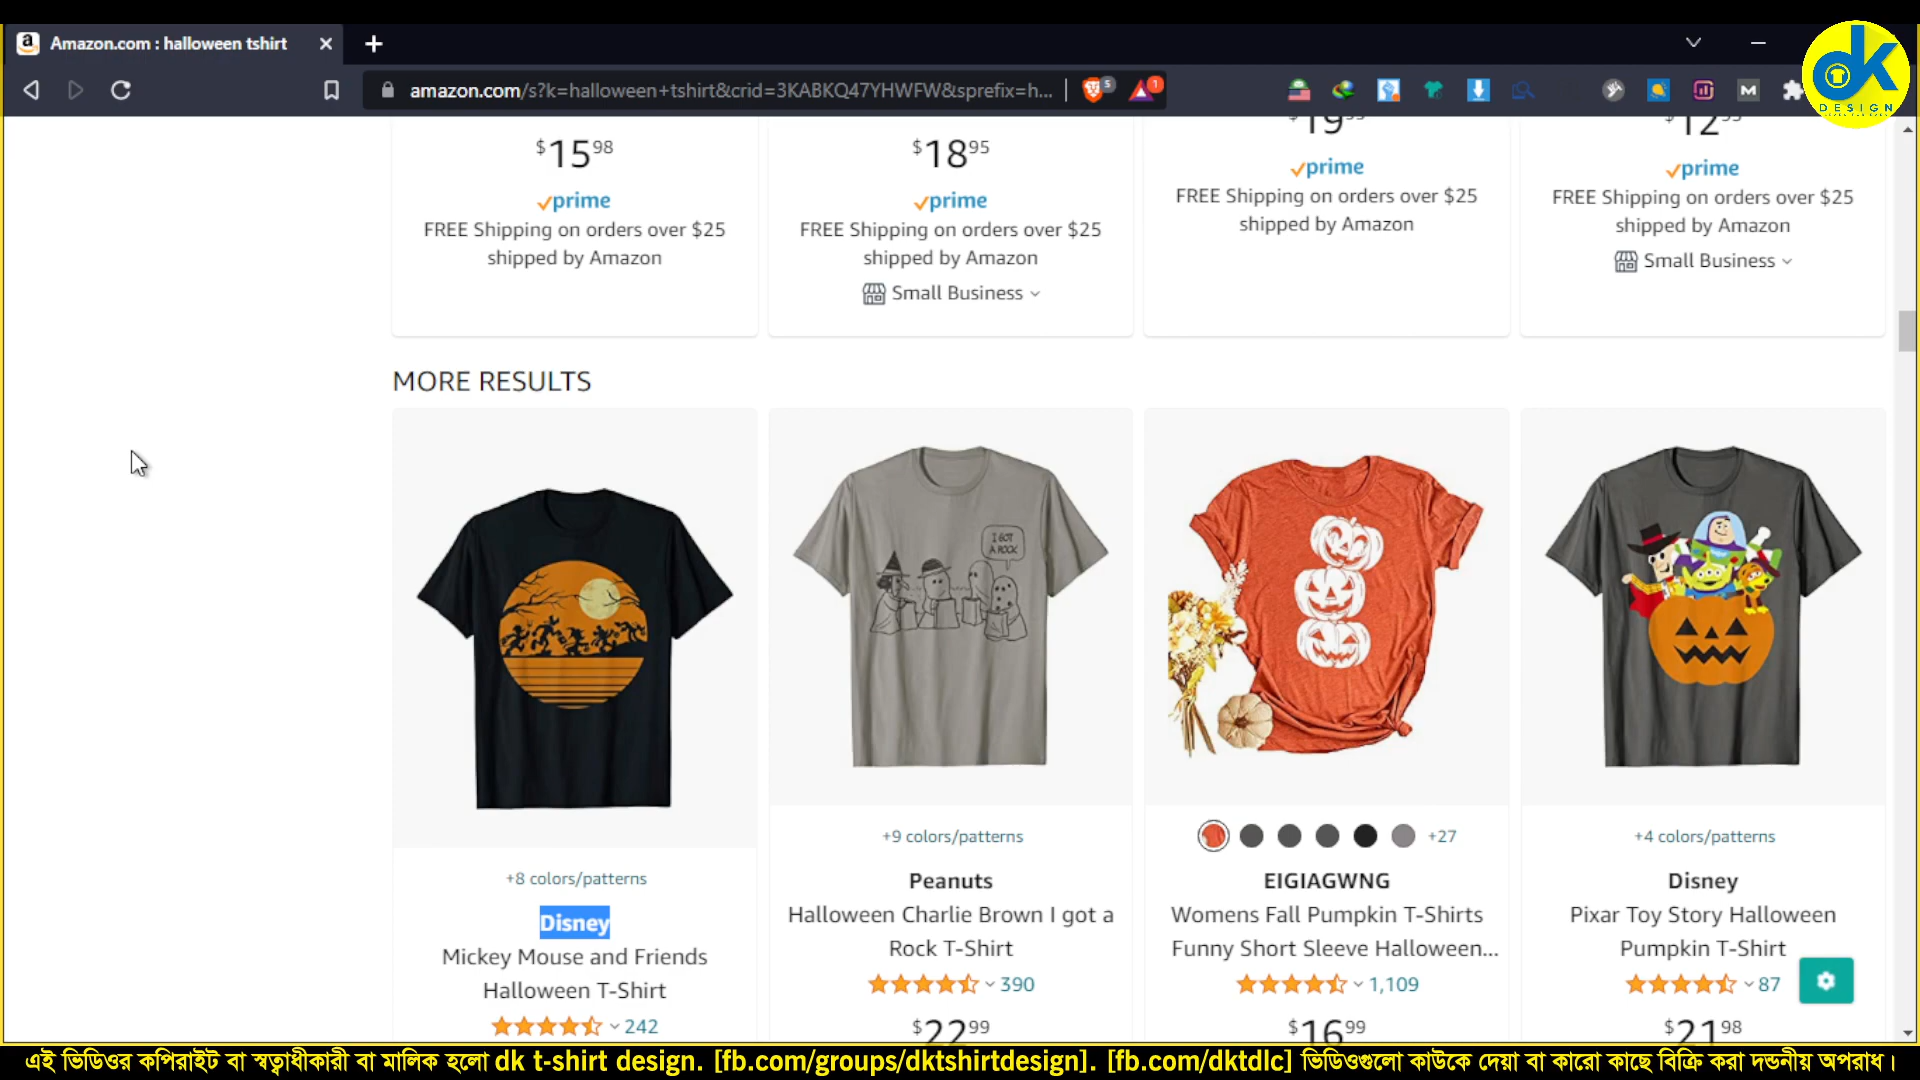 Amazon.com : halloween tshirt
amazon.com/s?k=halloween+tshirt&crid=3KABKQ47YHWFW&sprefix=h...
5
1
dk
DESIGN
$15.98
prime
FREE Shipping on orders over $25
shipped by Amazon
$18.95
prime
FREE Shipping on orders over $25
shipped by Amazon
Small Business
prime
FREE Shipping on orders over $25
shipped by Amazon
prime
FREE Shipping on orders over $25
shipped by Amazon
Small Business
MORE RESULTS
I GOT
A ROCK
+8 colors/patterns
Disney
Mickey Mouse and Friends
Halloween T-Shirt
242
+9 colors/patterns
Peanuts
Halloween Charlie Brown I got a
Rock T-Shirt
390
$22.99
+27
EIGIAGWNG
Womens Fall Pumpkin T-Shirts
Funny Short Sleeve Halloween...
1,109
$16.99
+4 colors/patterns
Disney
Pixar Toy Story Halloween
Pumpkin T-Shirt
87
$21.98
এই ভিডিওর কপিরাইট বা স্বত্বাধীকারী বা মালিক হলো dk t-shirt design. [fb.com/groups/dktshirtdesign]. [fb.com/dktdlc] ভিডিওগুলো কাউকে দেয়া বা কারো কাছে বিক্রি করা দন্ডনীয় অপরাধ।